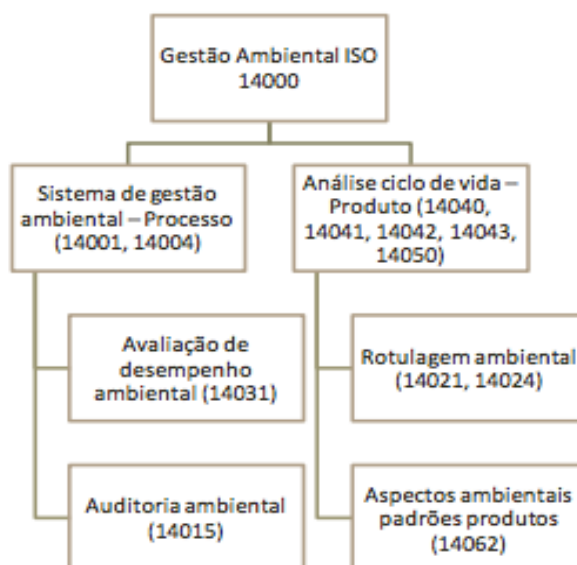 Gestão Ambiental ISO
14000
Sistema de gestão
ambiental – Processo
(14001, 14004)
Análise ciclo de vida –
Produto (14040,
14041, 14042, 14043,
14050)
Avaliação de
desempenho
ambiental (14031)
Rotulagem ambiental
(14021, 14024)
Auditoria ambiental
(14015)
Aspectos ambientais
padrões produtos
(14062)